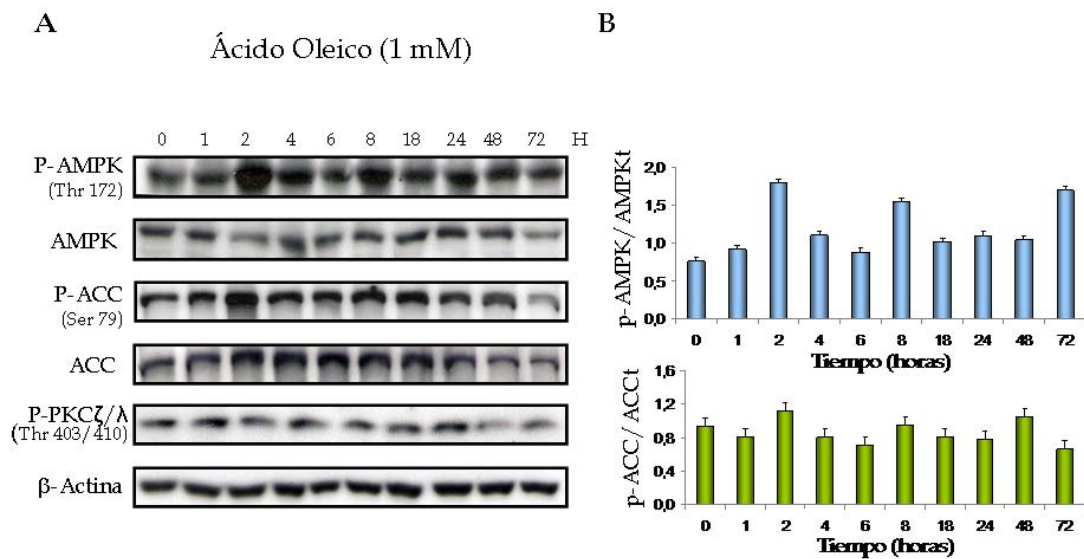 A
Ácido Oleico (1 mM)
0 1 2 4 6 8 18 24 48 72 H
P-AMPK
(Thr 172)
AMPK
P-ACC
(Ser 79)
ACC
P-PKCζ/λ
(Thr 403/410)
β-Actina
B
p-AMPK/AMPKt
2,0
1,5
1,0
0,5
0,0
0 1 2 4 6 8 18 24 48 72
Tiempo (horas)
p-ACC/ACCt
1,6
1,2
0,8
0,4
0,0
0 1 2 4 6 8 18 24 48 72
Tiempo (horas)